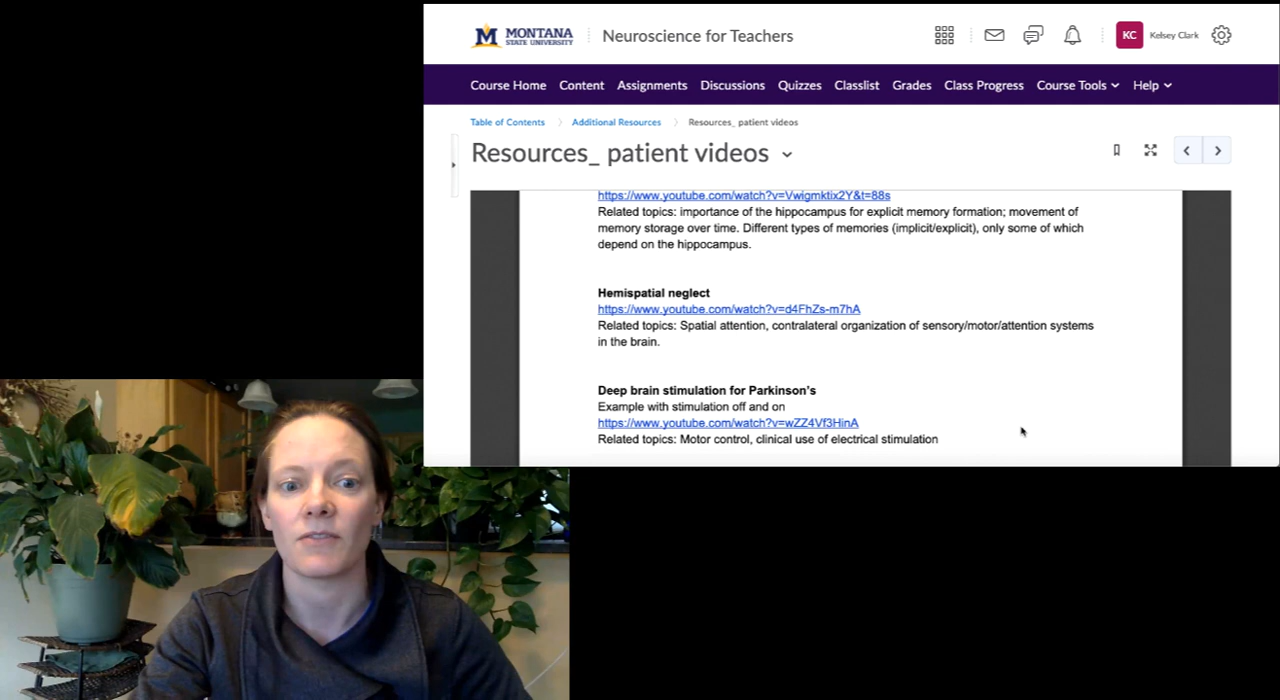 MONTANA
STATE UNIVERSITY
Neuroscience for Teachers
KC
Kelsey Clark
Course Home Content Assignments Discussions Quizzes Classlist Grades Class Progress Course Tools Help
Table of Contents Additional Resources Resources_ patient videos
Resources_ patient videos
https://www.youtube.com/watch?v=Vwigmktix2Y&t=88s
Related topics: importance of the hippocampus for explicit memory formation; movement of
memory storage over time. Different types of memories (implicit/explicit), only some of which
depend on the hippocampus.
Hemispatial neglect
https://www.youtube.com/watch?v=d4FhZs-m7hA
Related topics: Spatial attention, contralateral organization of sensory/motor/attention systems
in the brain.
Deep brain stimulation for Parkinson's
Example with stimulation off and on
https://www.youtube.com/watch?v=wZZ4Vf3HinA
Related topics: Motor control, clinical use of electrical stimulation